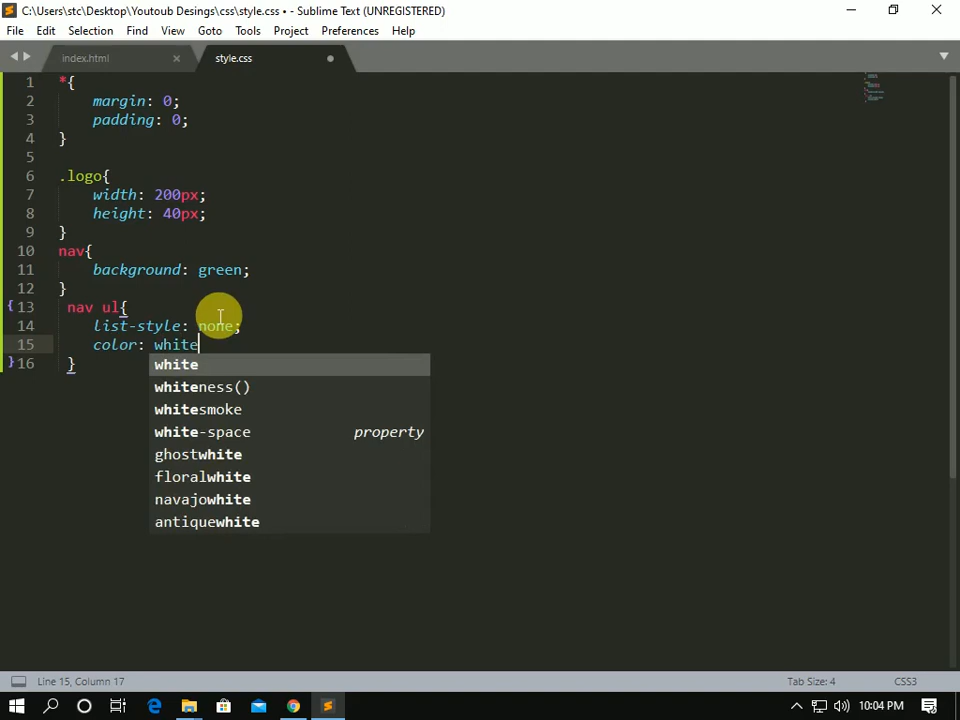 C:\Users\stc\Desktop\Youtoub Desings\css\style.css • - Sublime Text (UNREGISTERED)
File Edit Selection Find View Goto Tools Project Preferences Help
index.html × style.css
1 *{
2 margin: 0;
3 padding: 0;
4 }
5
6 .logo{
7 width: 200px;
8 height: 40px;
9 }
10 nav{
11 background: green;
12 }
13 nav ul{
14 list-style: none;
15 color: white
16 }
white
whiteness()
whitesmoke
white-space property
ghostwhite
floralwhite
navajowhite
antiquewhite
Line 15, Column 17 Tab Size: 4 CSS3
10:04 PM